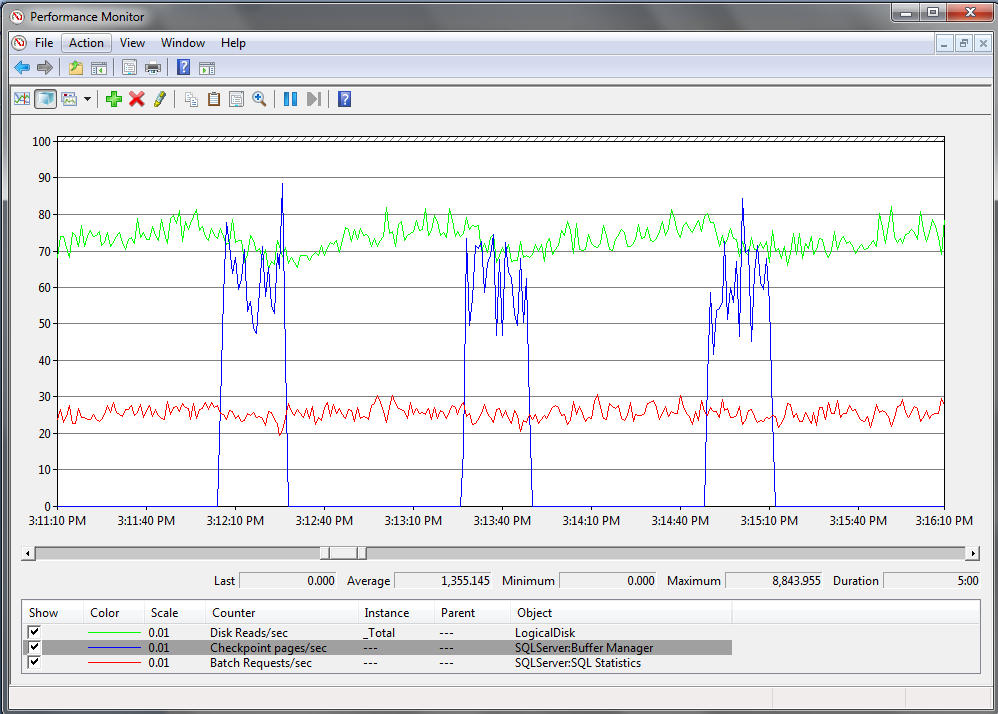 Performance Monitor
File Action View Window Help
100
90
80
70
60
50
40
30
20
10
0
3:11:10 PM 3:11:40 PM 3:12:10 PM 3:12:40 PM 3:13:10 PM 3:13:40 PM 3:14:10 PM 3:14:40 PM 3:15:10 PM 3:15:40 PM 3:16:10 PM
Last 0.000 Average 1,355.145 Minimum 0.000 Maximum 8,843.955 Duration 5:00
Show Color Scale Counter Instance Parent Object
0.01 Disk Reads/sec _Total --- LogicalDisk
0.01 Checkpoint pages/sec --- --- SQLServer:Buffer Manager
0.01 Batch Requests/sec --- --- SQLServer:SQL Statistics